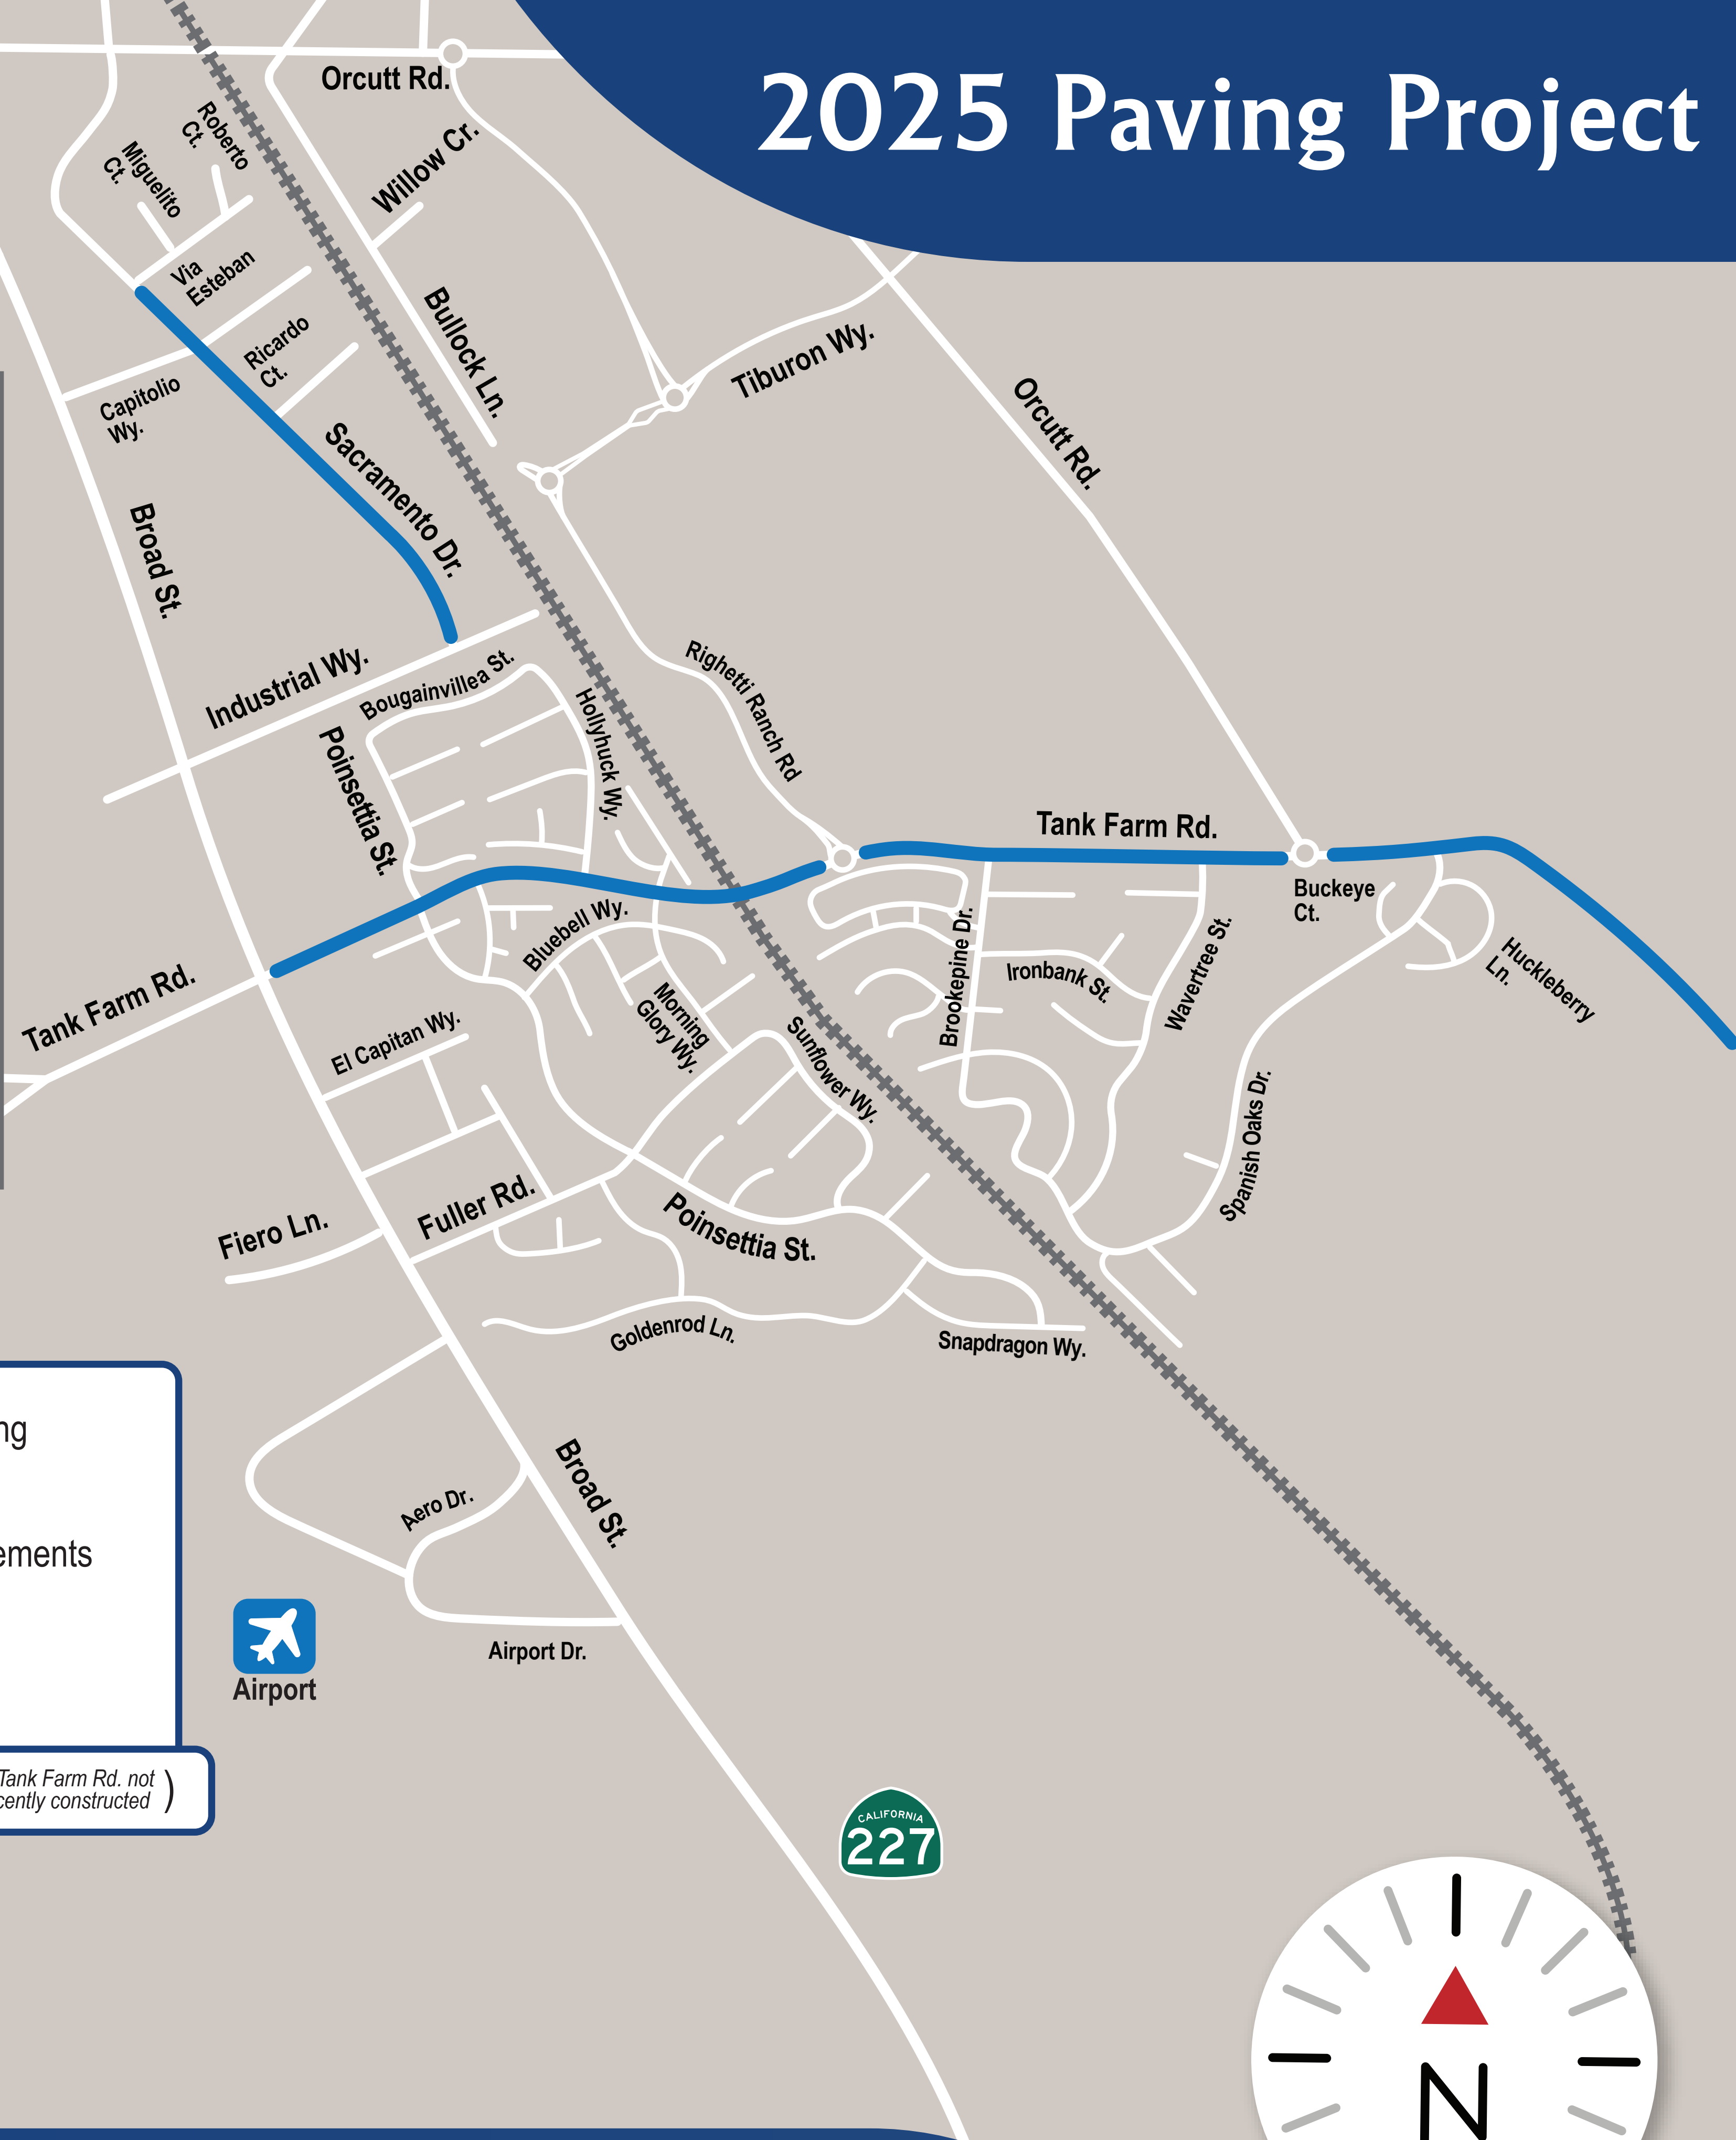 2025 Paving Project
Orcutt Rd.
Roberto
Ct.
Miguelito
Ct.
Willow Cr.
Via
Esteban
Bullock Ln.
Ricardo
Ct.
Tiburon Wy.
Capitolio
Wy.
Orcutt Rd.
Sacramento Dr.
Broad St.
Industrial Wy.
Bougainvillea St.
Righetti Ranch Rd
Hollyhuck Wy.
Poinsettia St.
Tank Farm Rd.
Buckeye
Ct.
Bluebell Wy.
Brookepine Dr.
Ironbank St.
Wavertree St.
Huckleberry
Ln.
Tank Farm Rd.
El Capitan Wy.
Morning
Glory Wy.
Sunflower Wy.
Spanish Oaks Dr.
Fuller Rd.
Fiero Ln.
Poinsettia St.
Goldenrod Ln.
Snapdragon Wy.
ng
Broad St.
Aero Dr.
ements
Airport Dr.
Airport
Tank Farm Rd. not
cently constructed )
CALIFORNIA
227
N